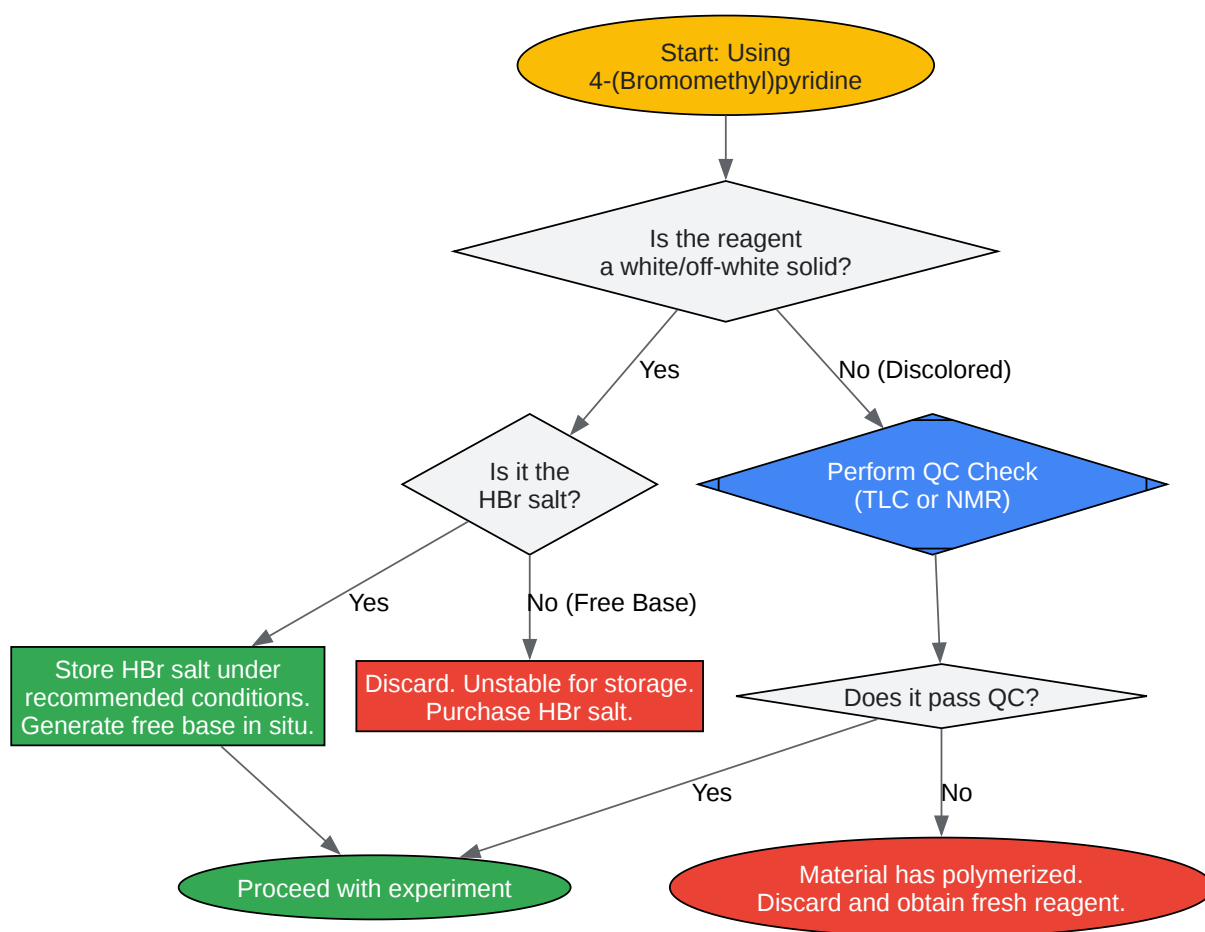 Start: Using
4-(Bromomethyl)pyridine
Is the reagent
a white/off-white solid?
Yes
No (Discolored)
Is it the
HBr salt?
Perform QC Check
(TLC or NMR)
Yes
No (Free Base)
Store HBr salt under
recommended conditions.
Generate free base in situ.
Discard. Unstable for storage.
Purchase HBr salt.
Does it pass QC?
Yes
No
Proceed with experiment
Material has polymerized.
Discard and obtain fresh reagent.